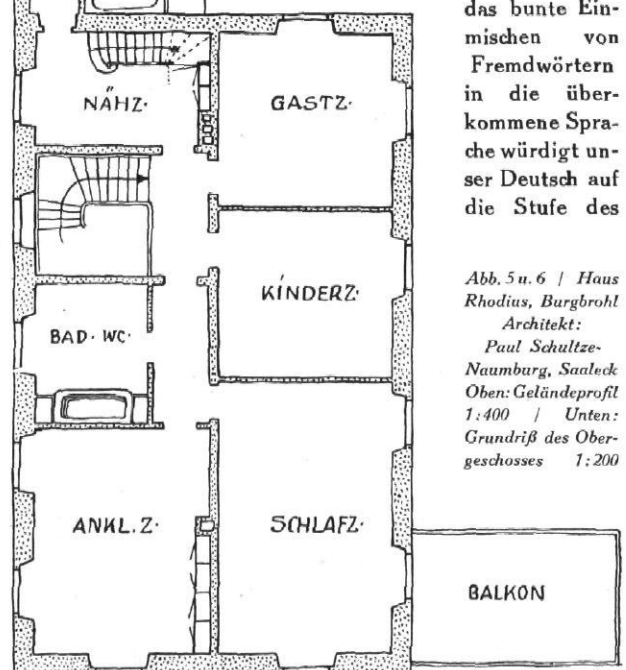 das bunte Ein-
mischen von
Fremdwörtern
in die über-
kommene Spra-
che würdigt un-
ser Deutsch auf
die Stufe des
Abb. 5 u. 6 / Haus
Rhodius, Burgbrohl
Architekt:
Paul Schultze-
Naumburg, Saaleck
Oben: Geländeprofil
1:400 / Unten:
Grundriß des Ober-
geschosses 1:200
NÄHZ·
GASTZ·
KINDERZ·
BAD· WC·
ANKL. Z·
SCHLAFZ·
BALKON